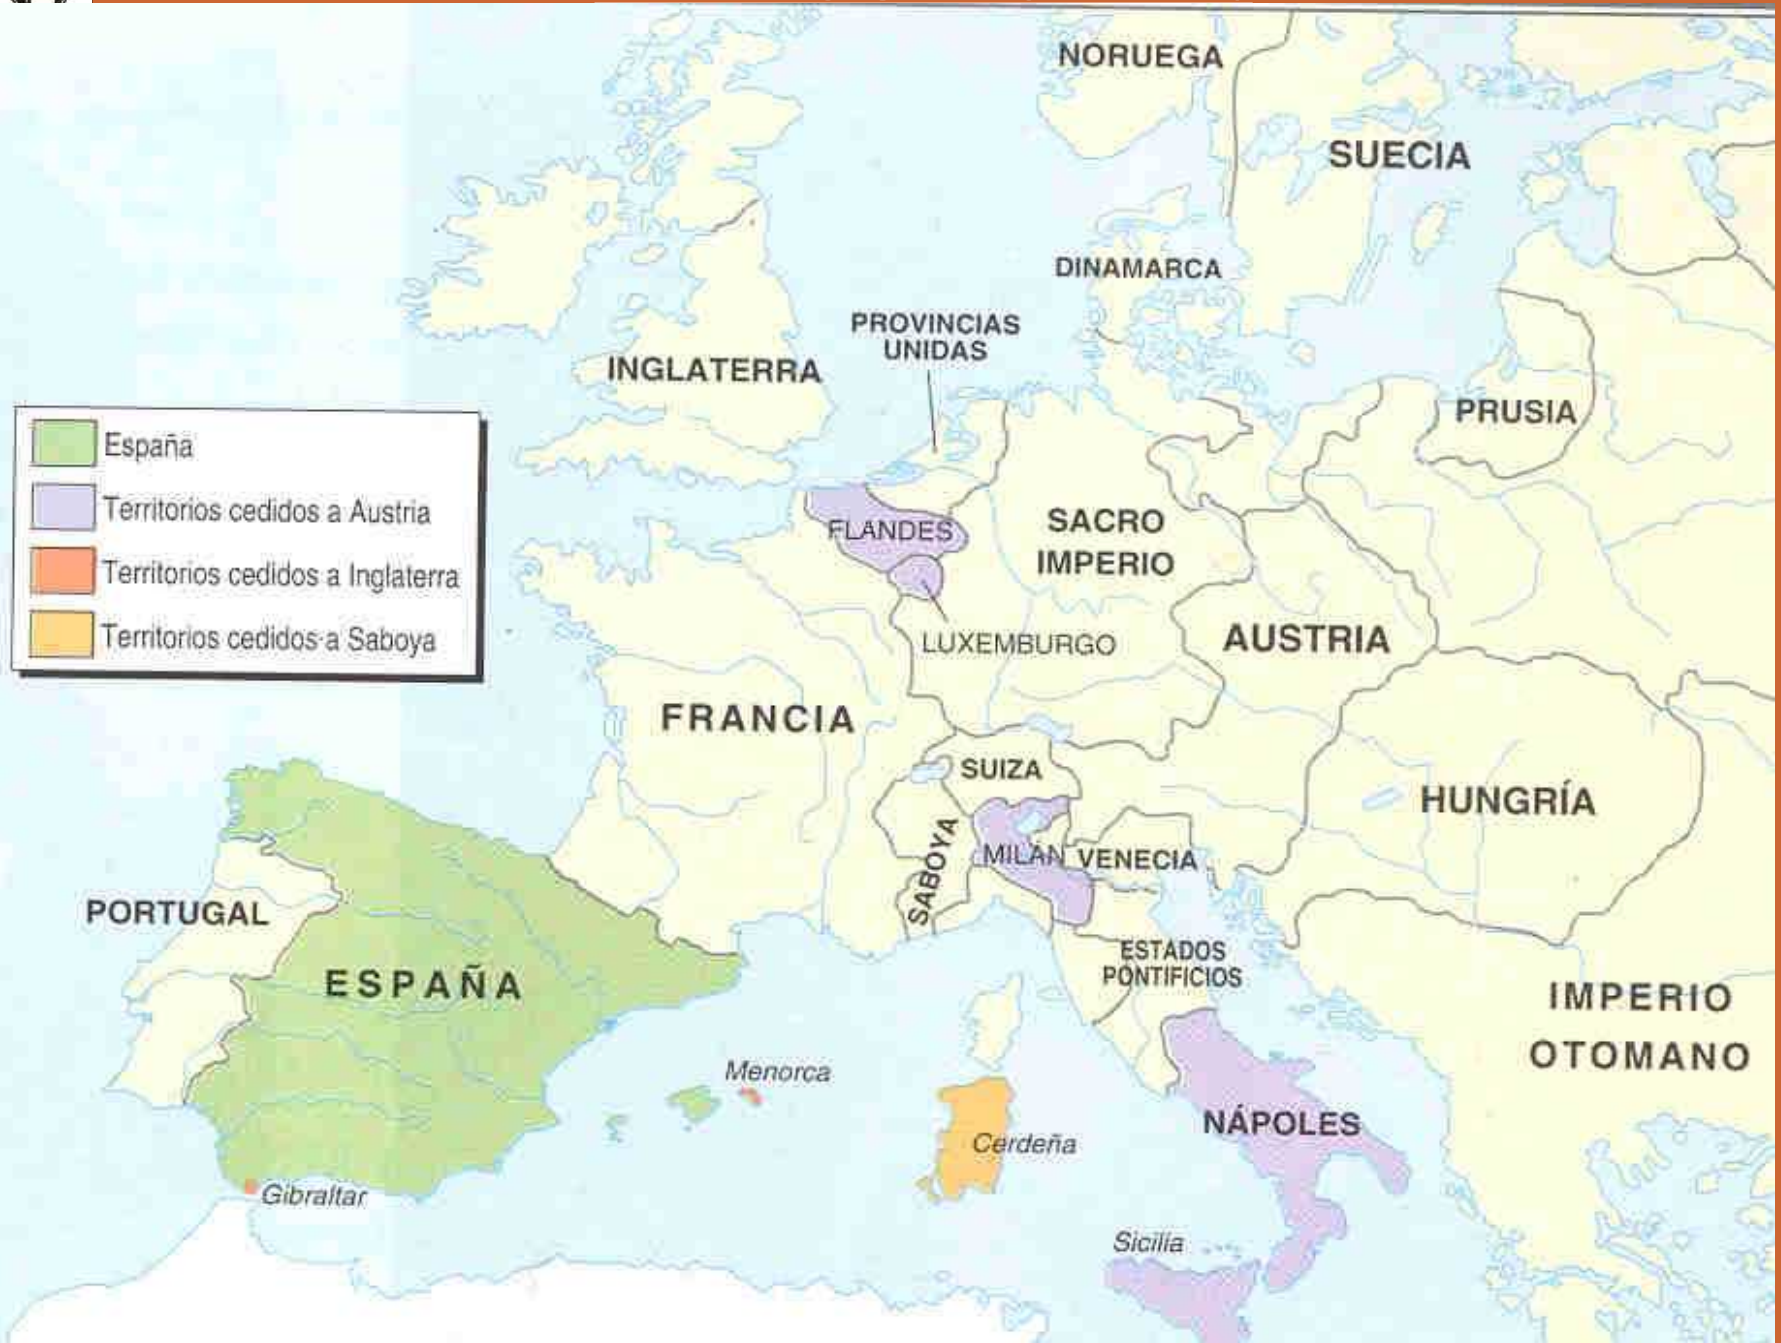 NORUEGA
SUECIA
DINAMARCA
PROVINCIAS
UNIDAS
INGLATERRA
PRUSIA
España
Territorios cedidos a Austria
Territorios cedidos a Inglaterra
Territorios cedidos a Saboya
FLANDES
SACRO
IMPERIO
LUXEMBURGO
AUSTRIA
FRANCIA
SUIZA
HUNGRÍA
SABOYA
MILÁN
VENECIA
PORTUGAL
ESPAÑA
ESTADOS
PONTIFICIOS
IMPERIO
OTOMANO
Menorca
NÁPOLES
Cerdeña
Gibraltar
Sicilia